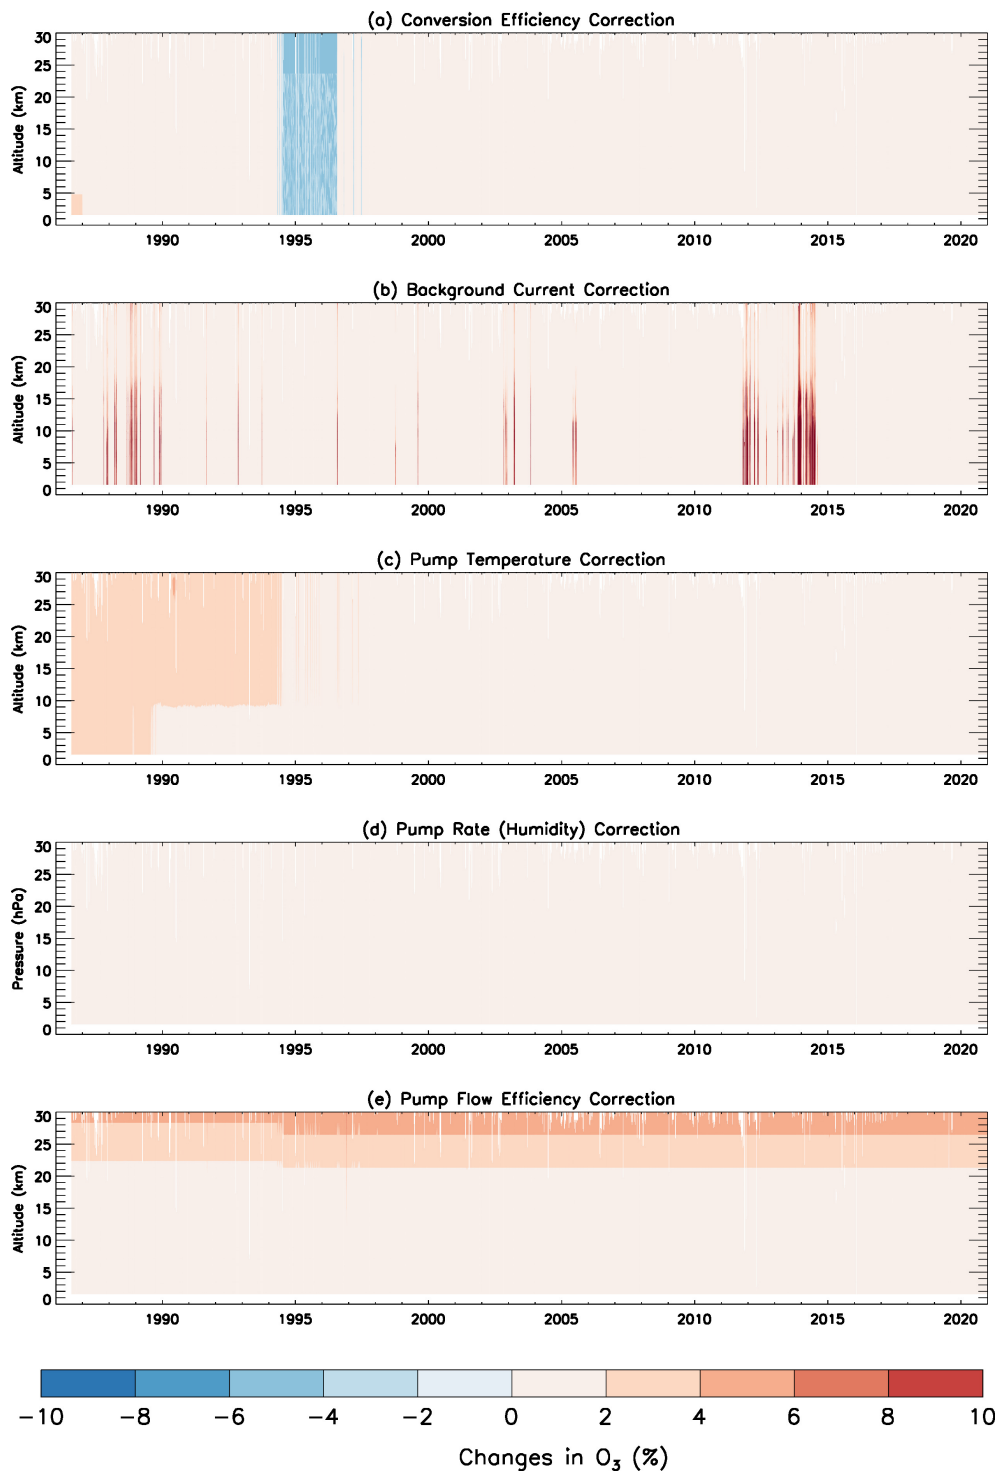 (a) Conversion Efficiency Correction
30
25
20
15
10
5
0
Altitude (km)
1990 1995 2000 2005 2010 2015 2020
(b) Background Current Correction
30
25
20
15
10
5
0
Altitude (km)
1990 1995 2000 2005 2010 2015 2020
(c) Pump Temperature Correction
30
25
20
15
10
5
0
Altitude (km)
1990 1995 2000 2005 2010 2015 2020
(d) Pump Rate (Humidity) Correction
30
25
20
15
10
5
0
Pressure (hPa)
1990 1995 2000 2005 2010 2015 2020
(e) Pump Flow Efficiency Correction
30
25
20
15
10
5
0
Altitude (km)
1990 1995 2000 2005 2010 2015 2020
−10 −8 −6 −4 −2 0 2 4 6 8 10
Changes in O₃ (%)